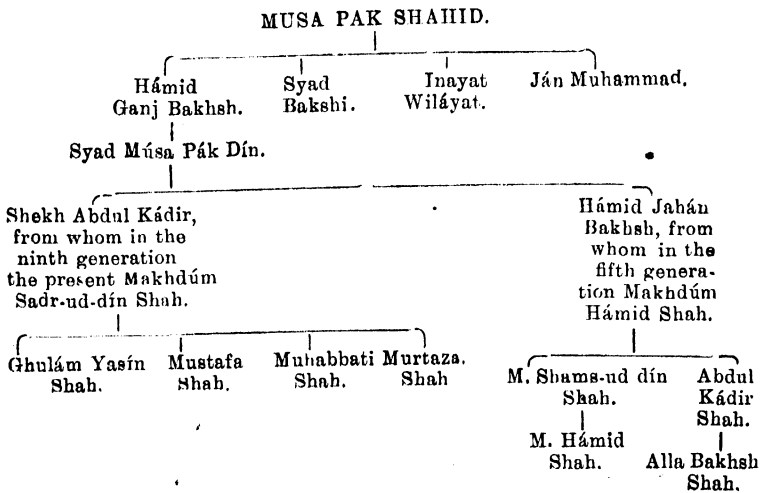 MUSA PAK SHAHID.
Hámid
Ganj Bakhsh.
Syad
Bakshi.
Inayat
Wiláyat.
Ján Muhammad.
Syad Músa Pák Dín.
Shekh Abdul Kádir,
from whom in the
ninth generation
the present Makhdúm
Sadr-ud-dín Shah.
Hámid Jahán
Bakhsh, from
whom in the
fifth genera-
tion Makhdúm
Hámid Shah.
Ghulám Yasín
Shah.
Mustafa
Shah.
Muhabbati
Shah.
Murtaza.
Shah
M. Shams-ud dín
Shah.
Abdul
Kádir
Shah.
M. Hámid
Shah.
Alla Bakhsh
Shah.